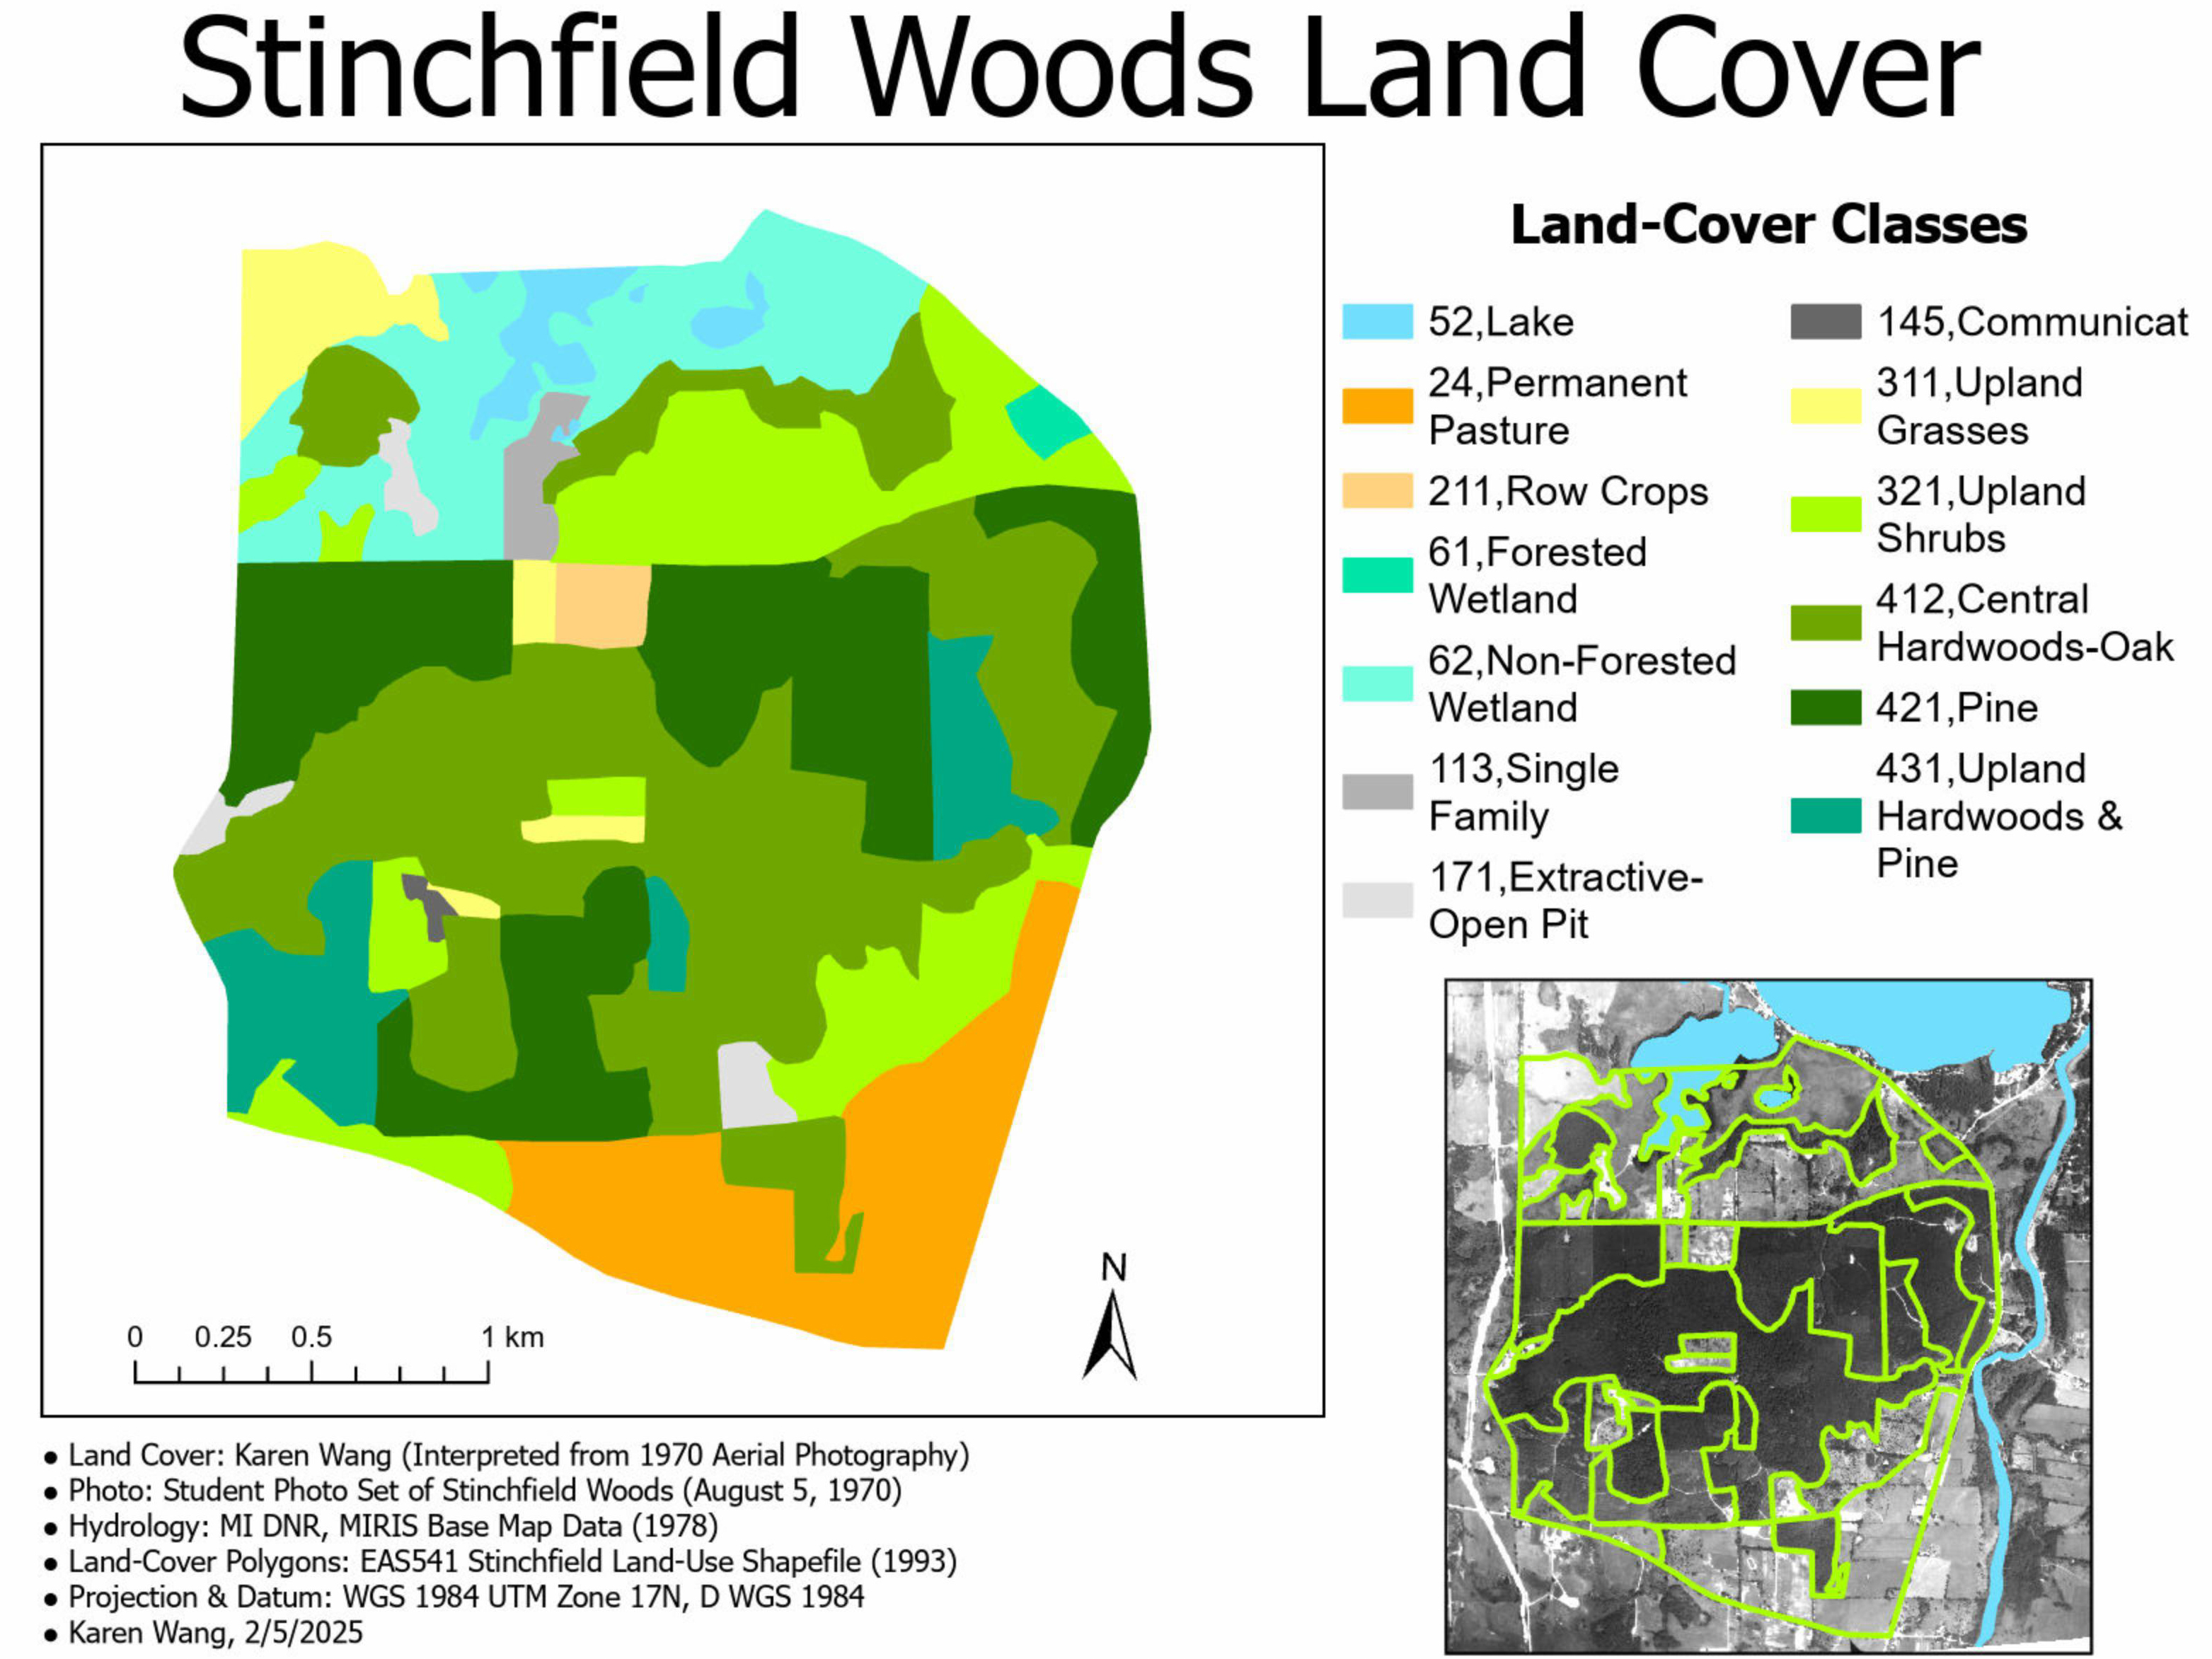 Stinchfield Woods Land Cover
Land-Cover Classes
52,Lake
24,Permanent
Pasture
211,Row Crops
61,Forested
Wetland
62,Non-Forested
Wetland
113,Single
Family
171,Extractive-
Open Pit
145,Communicat
311,Upland
Grasses
321,Upland
Shrubs
412,Central
Hardwoods-Oak
421,Pine
431,Upland
Hardwoods &
Pine
N
0 0.25 0.5 1 km
● Land Cover: Karen Wang (Interpreted from 1970 Aerial Photography)
● Photo: Student Photo Set of Stinchfield Woods (August 5, 1970)
● Hydrology: MI DNR, MIRIS Base Map Data (1978)
● Land-Cover Polygons: EAS541 Stinchfield Land-Use Shapefile (1993)
● Projection & Datum: WGS 1984 UTM Zone 17N, D WGS 1984
● Karen Wang, 2/5/2025